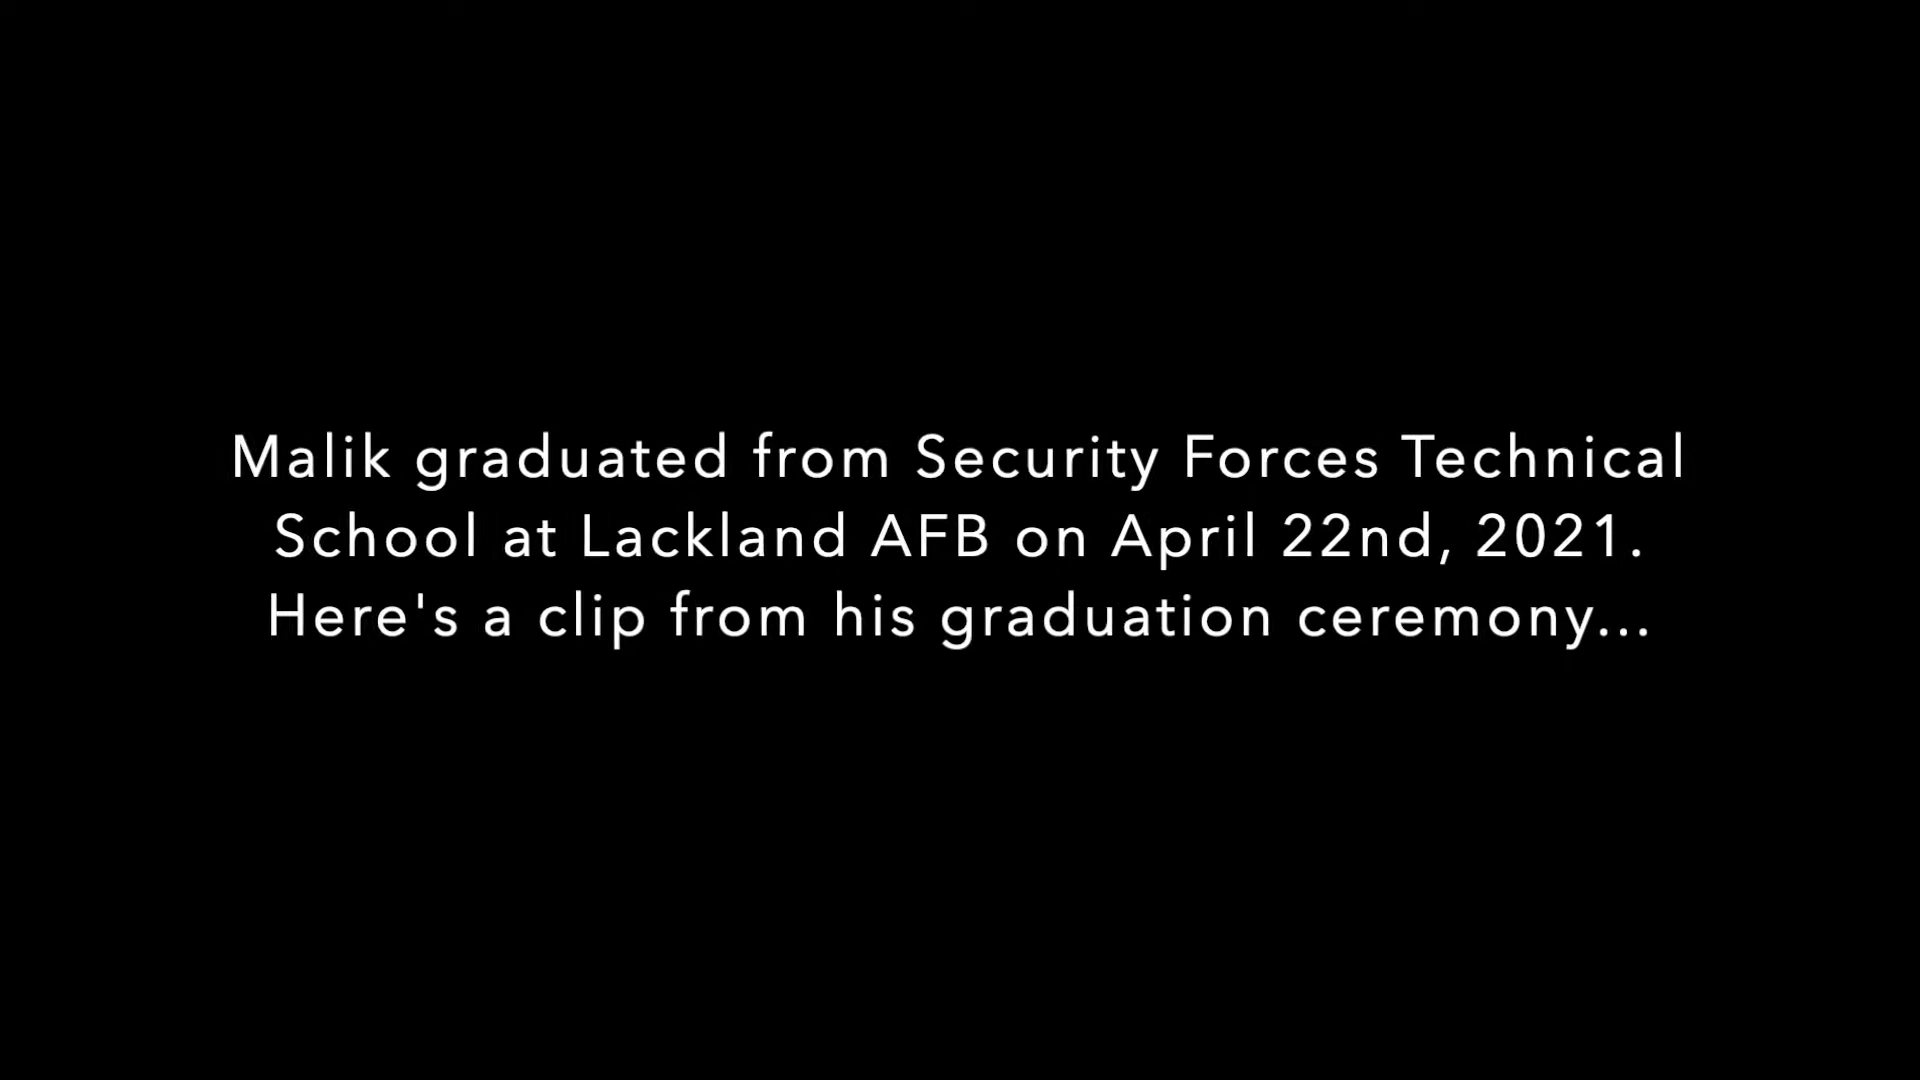 Malik graduated from Security Forces Technical
School at Lackland AFB on April 22nd, 2021.
Here's a clip from his graduation ceremony...